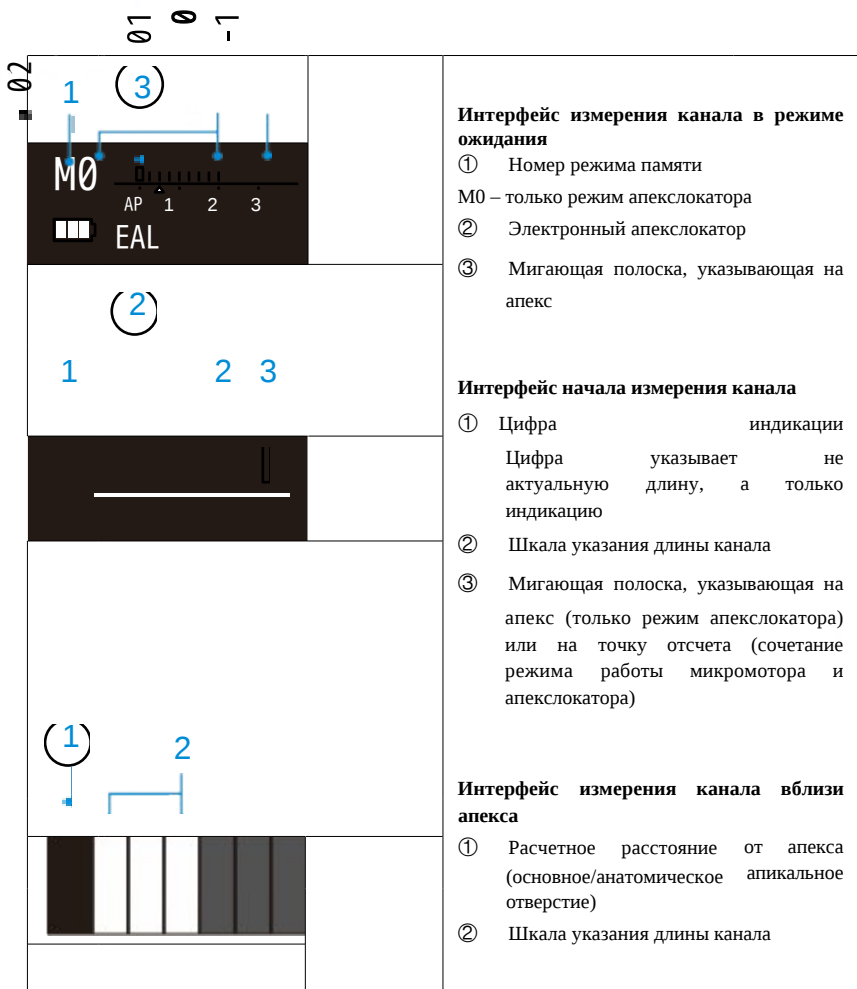 01
0
-1
02
1
3
M0
AP 1 2 3
EAL
2
1 2 3
1
2
Интерфейс измерения канала в режиме
ожидания
① Номер режима памяти
М0 – только режим апекслокатора
② Электронный апекслокатор
③ Мигающая полоска, указывающая на
апекс
Интерфейс начала измерения канала
① Цифра индикации
Цифра указывает не
актуальную длину, а только
индикацию
② Шкала указания длины канала
③ Мигающая полоска, указывающая на
апекс (только режим апекслокатора)
или на точку отсчета (сочетание
режима работы микромотора и
апекслокатора)
Интерфейс измерения канала вблизи
апекса
① Расчетное расстояние от апекса
(основное/анатомическое апикальное
отверстие)
② Шкала указания длины канала